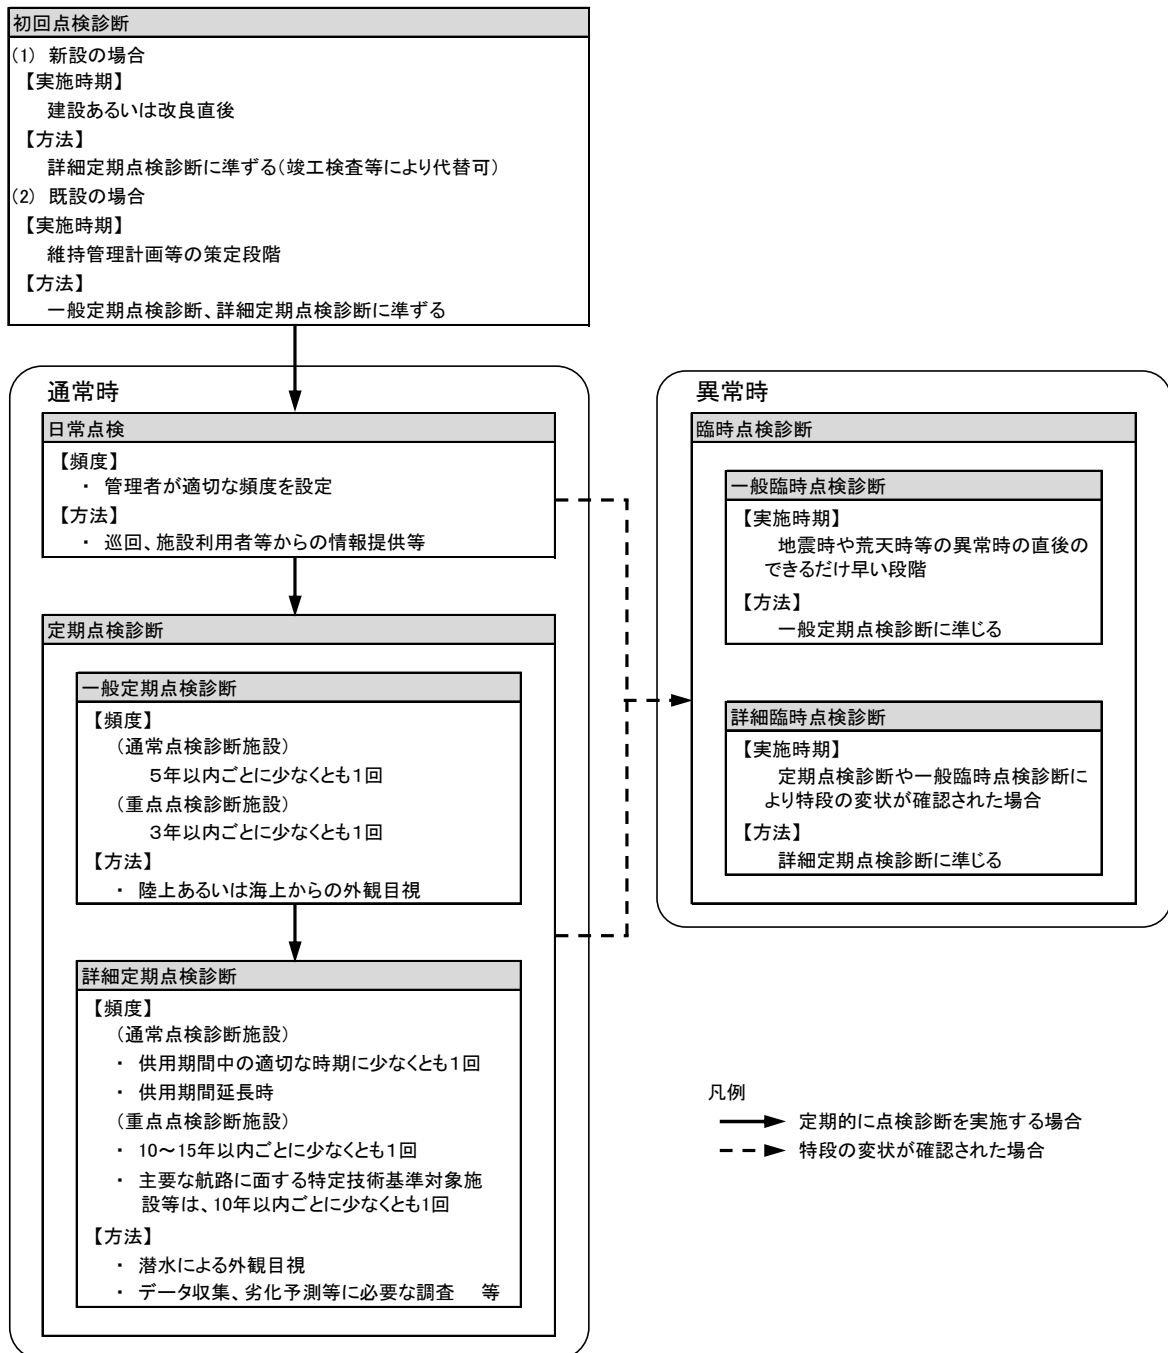 初回点検診断
(1) 新設の場合
【実施時期】
建設あるいは改良直後
【方法】
詳細定期点検診断に準ずる(竣工検査等により代替可)
(2) 既設の場合
【実施時期】
維持管理計画等の策定段階
【方法】
一般定期点検診断、詳細定期点検診断に準ずる
通常時
日常点検
【頻度】
・ 管理者が適切な頻度を設定
【方法】
・ 巡回、施設利用者等からの情報提供等
定期点検診断
一般定期点検診断
【頻度】
(通常点検診断施設)
5年以内ごとに少なくとも1回
(重点点検診断施設)
3年以内ごとに少なくとも1回
【方法】
・ 陸上あるいは海上からの外観目視
詳細定期点検診断
【頻度】
(通常点検診断施設)
・ 供用期間中の適切な時期に少なくとも1回
・ 供用期間延長時
(重点点検診断施設)
・ 10~15年以内ごとに少なくとも1回
・ 主要な航路に面する特定技術基準対象施
設等は、10年以内ごとに少なくとも1回
【方法】
・ 潜水による外観目視
・ データ収集、劣化予測等に必要な調査 等
異常時
臨時点検診断
一般臨時点検診断
【実施時期】
地震時や荒天時等の異常時の直後の
できるだけ早い段階
【方法】
一般定期点検診断に準じる
詳細臨時点検診断
【実施時期】
定期点検診断や一般臨時点検診断に
より特段の変状が確認された場合
【方法】
詳細定期点検診断に準じる
凡例
定期的に点検診断を実施する場合
特段の変状が確認された場合